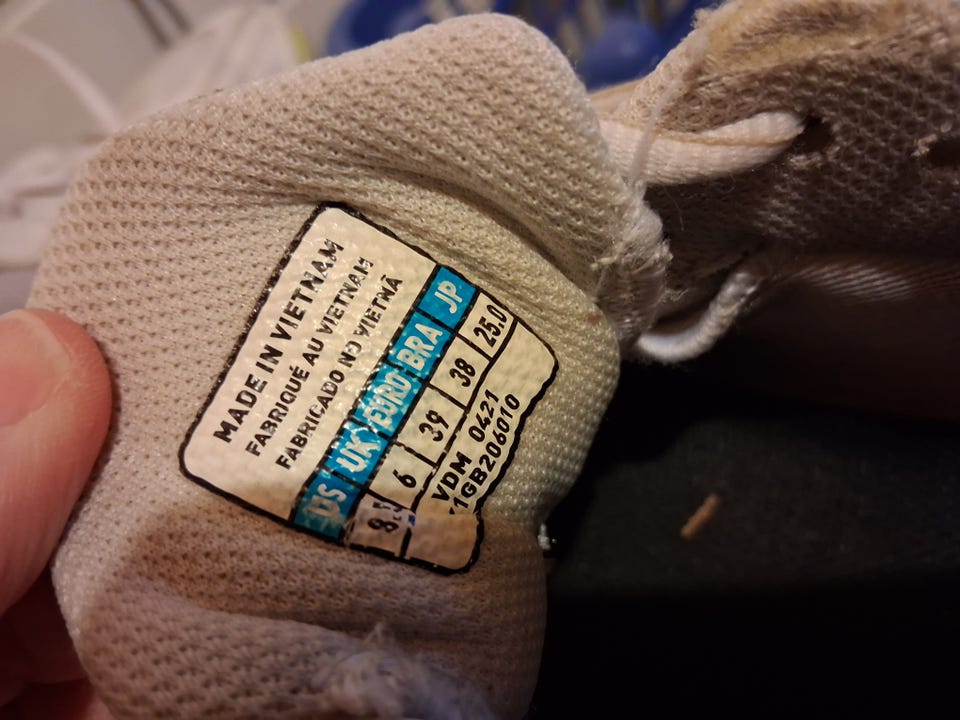 MADE IN VIETNAM
FABRIQUÉ AU VIETNAM
FABRICADO NO VIETNÃ
US UK EURO BRA JP
6 39 38 25.0
VDM 0421
1GB206010